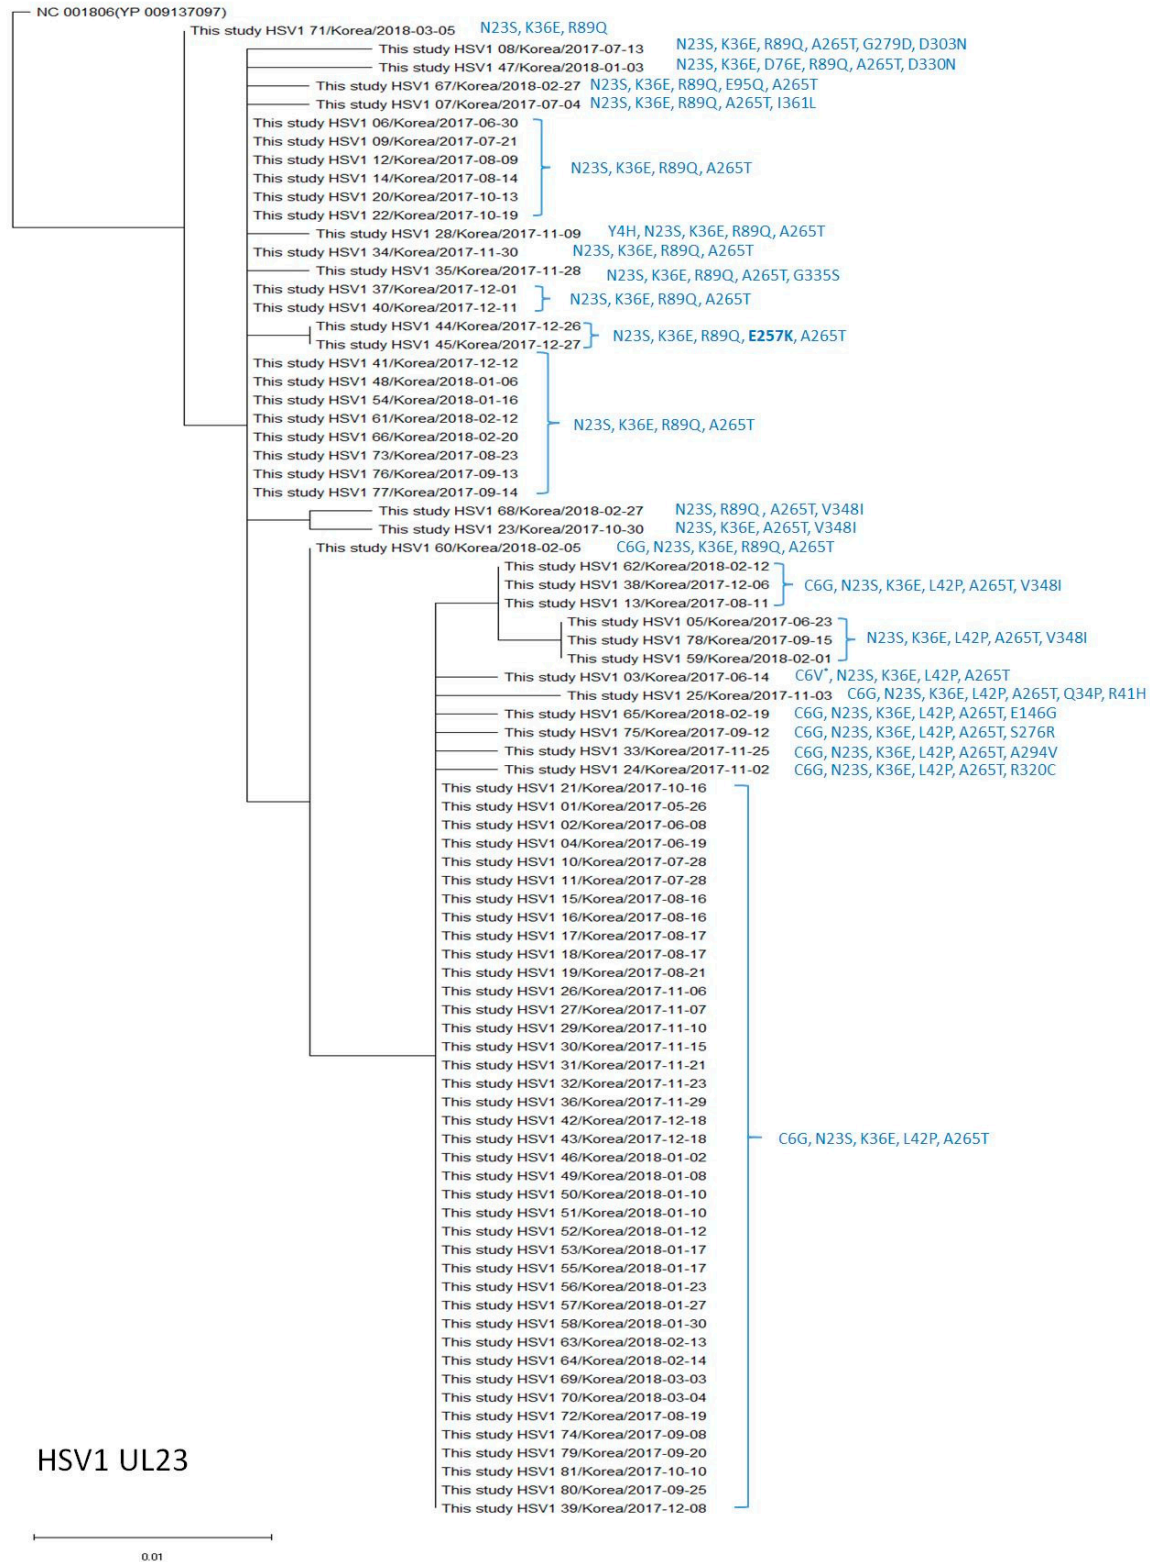 NC 001806(YP 009137097)
This study HSV1 71/Korea/2018-03-05 N23S, K36E, R89Q
This study HSV1 08/Korea/2017-07-13 N23S, K36E, R89Q, A265T, G279D, D303N
This study HSV1 47/Korea/2018-01-03 N23S, K36E, D76E, R89Q, A265T, D330N
This study HSV1 67/Korea/2018-02-27 N23S, K36E, R89Q, E95Q, A265T
This study HSV1 07/Korea/2017-07-04 N23S, K36E, R89Q, A265T, I361L
This study HSV1 06/Korea/2017-06-30
This study HSV1 09/Korea/2017-07-21
This study HSV1 12/Korea/2017-08-09
N23S, K36E, R89Q, A265T
This study HSV1 14/Korea/2017-08-14
This study HSV1 20/Korea/2017-10-13
This study HSV1 22/Korea/2017-10-19
This study HSV1 28/Korea/2017-11-09 Y4H, N23S, K36E, R89Q, A265T
This study HSV1 34/Korea/2017-11-30 N23S, K36E, R89Q, A265T
This study HSV1 35/Korea/2017-11-28 N23S, K36E, R89Q, A265T, G335S
This study HSV1 37/Korea/2017-12-01
N23S, K36E, R89Q, A265T
This study HSV1 40/Korea/2017-12-11
This study HSV1 44/Korea/2017-12-26
N23S, K36E, R89Q, E257K, A265T
This study HSV1 45/Korea/2017-12-27
This study HSV1 41/Korea/2017-12-12
This study HSV1 48/Korea/2018-01-06
This study HSV1 54/Korea/2018-01-16
This study HSV1 61/Korea/2018-02-12
N23S, K36E, R89Q, A265T
This study HSV1 66/Korea/2018-02-20
This study HSV1 73/Korea/2017-08-23
This study HSV1 76/Korea/2017-09-13
This study HSV1 77/Korea/2017-09-14
This study HSV1 68/Korea/2018-02-27 N23S, R89Q , A265T, V348I
This study HSV1 23/Korea/2017-10-30 N23S, K36E, A265T, V348I
This study HSV1 60/Korea/2018-02-05 C6G, N23S, K36E, R89Q, A265T
This study HSV1 62/Korea/2018-02-12
This study HSV1 38/Korea/2017-12-06 C6G, N23S, K36E, L42P, A265T, V348I
This study HSV1 13/Korea/2017-08-11
This study HSV1 05/Korea/2017-06-23
This study HSV1 78/Korea/2017-09-15 N23S, K36E, L42P, A265T, V348I
This study HSV1 59/Korea/2018-02-01
This study HSV1 03/Korea/2017-06-14 C6V*, N23S, K36E, L42P, A265T
This study HSV1 25/Korea/2017-11-03 C6G, N23S, K36E, L42P, A265T, Q34P, R41H
This study HSV1 65/Korea/2018-02-19 C6G, N23S, K36E, L42P, A265T, E146G
This study HSV1 75/Korea/2017-09-12 C6G, N23S, K36E, L42P, A265T, S276R
This study HSV1 33/Korea/2017-11-25 C6G, N23S, K36E, L42P, A265T, A294V
This study HSV1 24/Korea/2017-11-02 C6G, N23S, K36E, L42P, A265T, R320C
This study HSV1 21/Korea/2017-10-16
This study HSV1 01/Korea/2017-05-26
This study HSV1 02/Korea/2017-06-08
This study HSV1 04/Korea/2017-06-19
This study HSV1 10/Korea/2017-07-28
This study HSV1 11/Korea/2017-07-28
This study HSV1 15/Korea/2017-08-16
This study HSV1 16/Korea/2017-08-16
This study HSV1 17/Korea/2017-08-17
This study HSV1 18/Korea/2017-08-17
This study HSV1 19/Korea/2017-08-21
This study HSV1 26/Korea/2017-11-06
This study HSV1 27/Korea/2017-11-07
This study HSV1 29/Korea/2017-11-10
This study HSV1 30/Korea/2017-11-15
This study HSV1 31/Korea/2017-11-21
This study HSV1 32/Korea/2017-11-23
This study HSV1 36/Korea/2017-11-29
This study HSV1 42/Korea/2017-12-18
This study HSV1 43/Korea/2017-12-18 C6G, N23S, K36E, L42P, A265T
This study HSV1 46/Korea/2018-01-02
This study HSV1 49/Korea/2018-01-08
This study HSV1 50/Korea/2018-01-10
This study HSV1 51/Korea/2018-01-10
This study HSV1 52/Korea/2018-01-12
This study HSV1 53/Korea/2018-01-17
This study HSV1 55/Korea/2018-01-17
This study HSV1 56/Korea/2018-01-23
This study HSV1 57/Korea/2018-01-27
This study HSV1 58/Korea/2018-01-30
This study HSV1 63/Korea/2018-02-13
This study HSV1 64/Korea/2018-02-14
This study HSV1 69/Korea/2018-03-03
This study HSV1 70/Korea/2018-03-04
This study HSV1 72/Korea/2017-08-19
This study HSV1 74/Korea/2017-09-08
This study HSV1 79/Korea/2017-09-20
This study HSV1 81/Korea/2017-10-10
This study HSV1 80/Korea/2017-09-25
This study HSV1 39/Korea/2017-12-08
HSV1 UL23
0.01